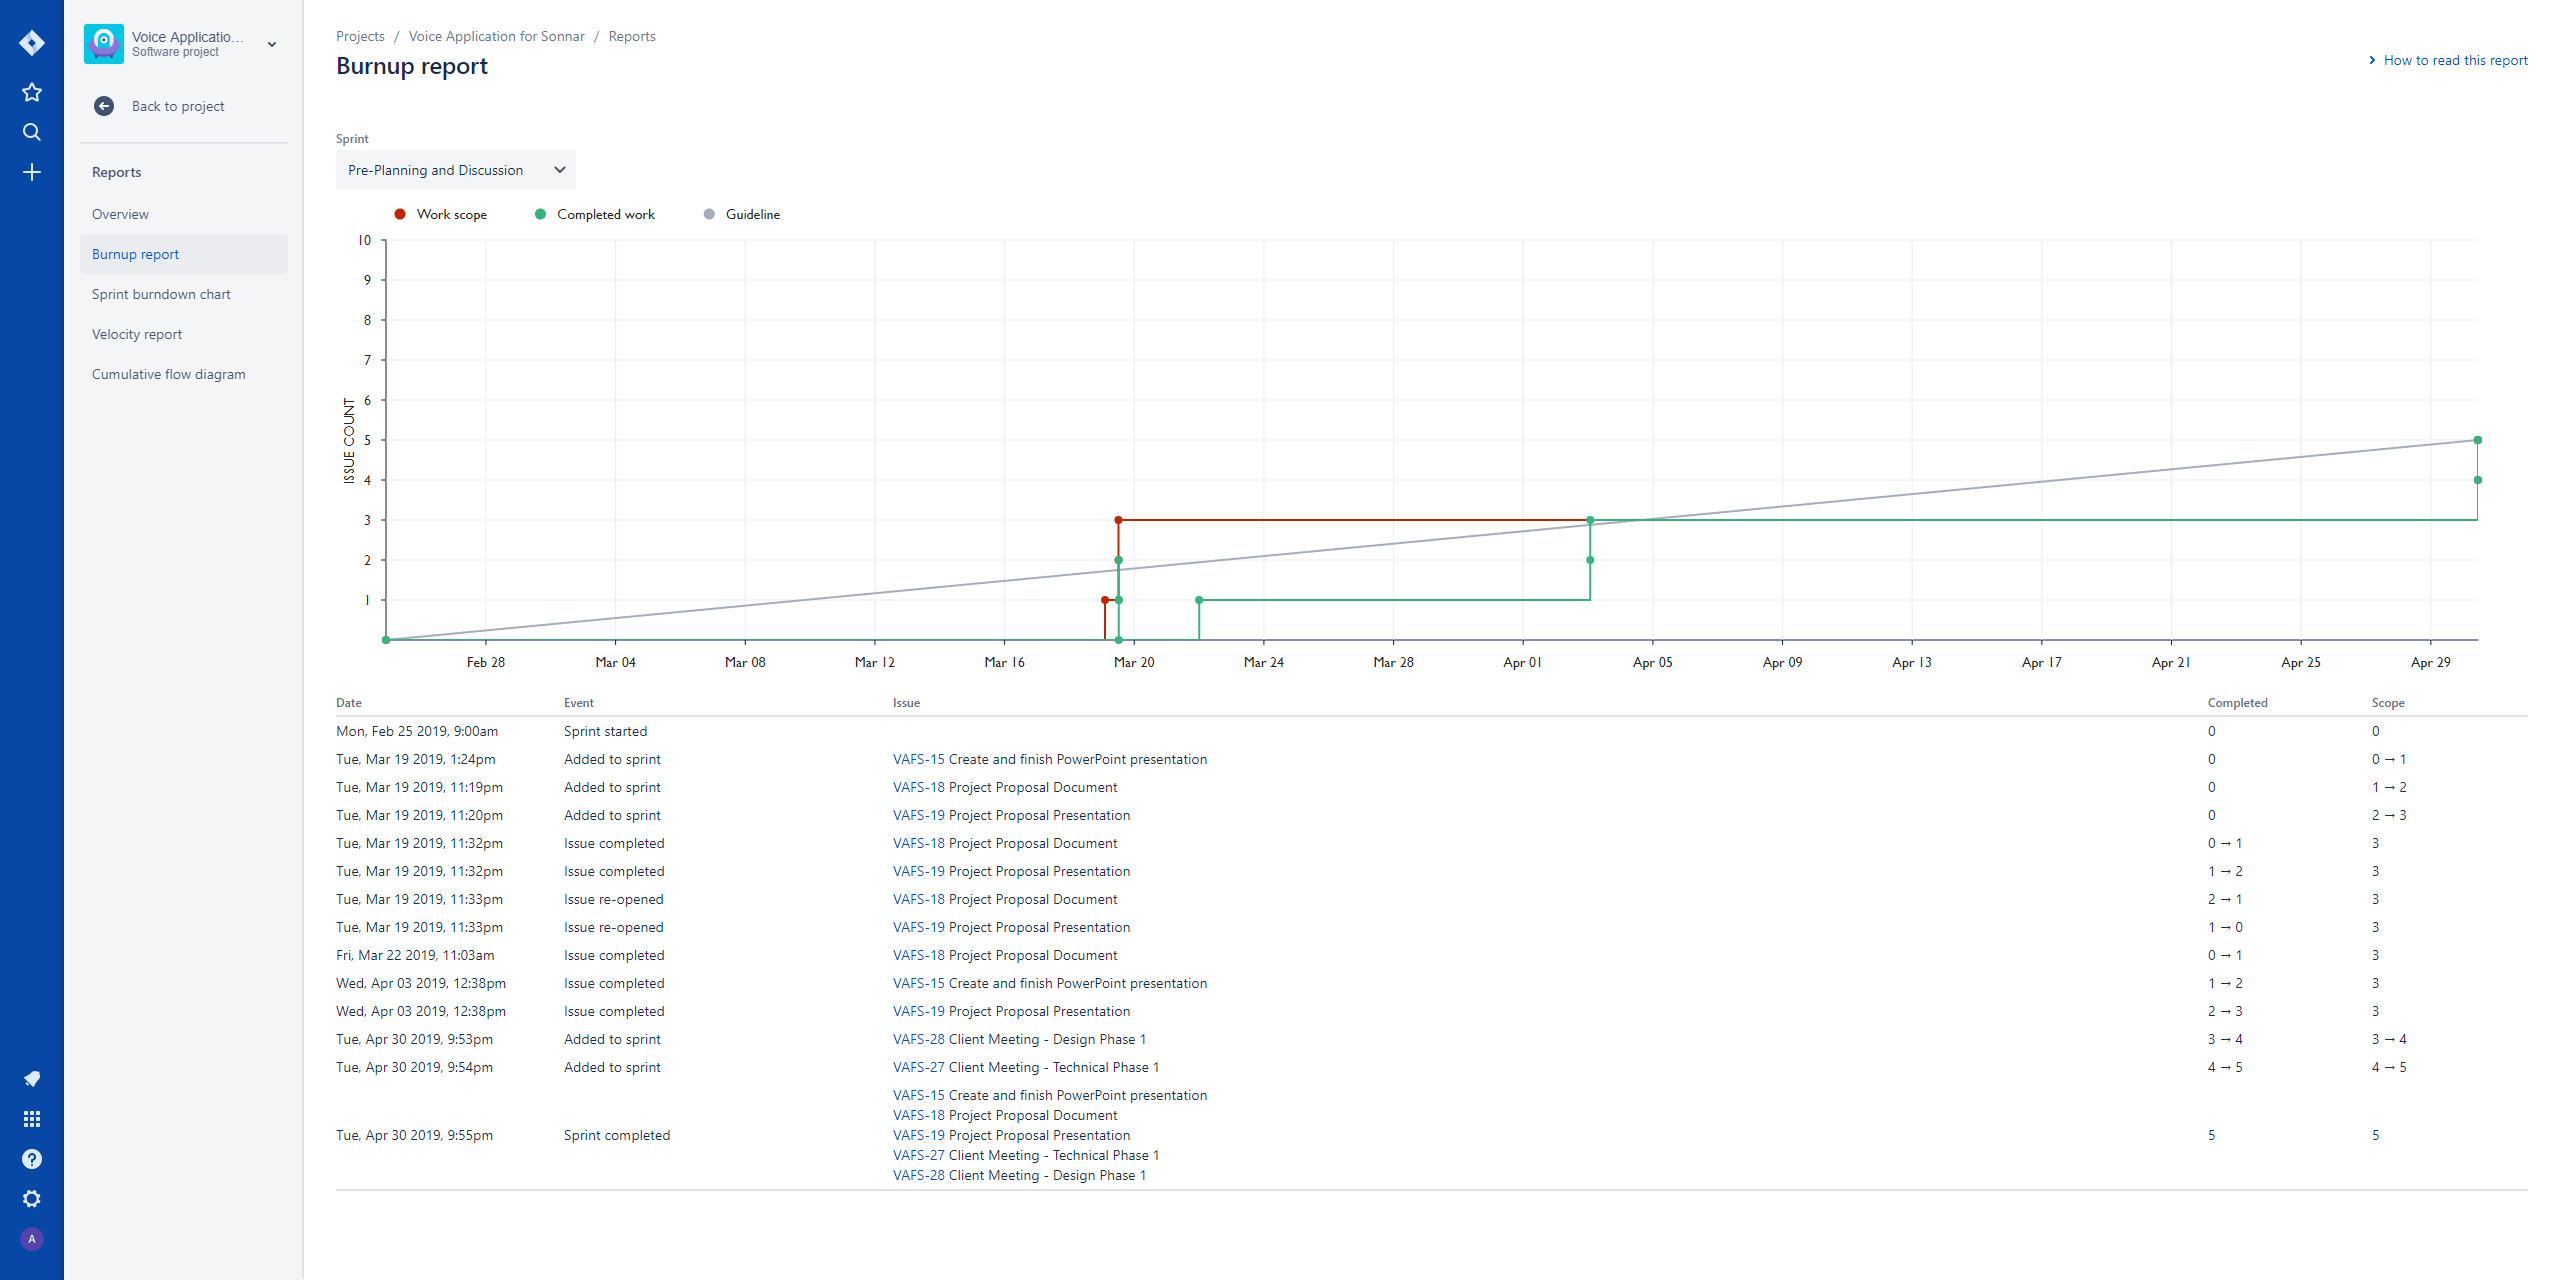 Voice Applicatio...
Software project
Back to project
Reports
Overview
Burnup report
Sprint burndown chart
Velocity report
Cumulative flow diagram
A
Projects / Voice Application for Sonnar / Reports
Burnup report
How to read this report
Sprint
Pre-Planning and Discussion
Work scope Completed work Guideline
ISSUE COUNT
10
9
8
7
6
5
4
3
2
1
Feb 28 Mar 04 Mar 08 Mar 12 Mar 16 Mar 20 Mar 24 Mar 28 Apr 01 Apr 05 Apr 09 Apr 13 Apr 17 Apr 21 Apr 25 Apr 29
Date Event Issue Completed Scope
Mon, Feb 25 2019, 9:00am Sprint started 0 0
Tue, Mar 19 2019, 1:24pm Added to sprint VAFS-15 Create and finish PowerPoint presentation 0 0 → 1
Tue, Mar 19 2019, 11:19pm Added to sprint VAFS-18 Project Proposal Document 0 1 → 2
Tue, Mar 19 2019, 11:20pm Added to sprint VAFS-19 Project Proposal Presentation 0 2 → 3
Tue, Mar 19 2019, 11:32pm Issue completed VAFS-18 Project Proposal Document 0 → 1 3
Tue, Mar 19 2019, 11:32pm Issue completed VAFS-19 Project Proposal Presentation 1 → 2 3
Tue, Mar 19 2019, 11:33pm Issue re-opened VAFS-18 Project Proposal Document 2 → 1 3
Tue, Mar 19 2019, 11:33pm Issue re-opened VAFS-19 Project Proposal Presentation 1 → 0 3
Fri, Mar 22 2019, 11:03am Issue completed VAFS-18 Project Proposal Document 0 → 1 3
Wed, Apr 03 2019, 12:38pm Issue completed VAFS-15 Create and finish PowerPoint presentation 1 → 2 3
Wed, Apr 03 2019, 12:38pm Issue completed VAFS-19 Project Proposal Presentation 2 → 3 3
Tue, Apr 30 2019, 9:53pm Added to sprint VAFS-28 Client Meeting - Design Phase 1 3 → 4 3 → 4
Tue, Apr 30 2019, 9:54pm Added to sprint VAFS-27 Client Meeting - Technical Phase 1 4 → 5 4 → 5
VAFS-15 Create and finish PowerPoint presentation
VAFS-18 Project Proposal Document
Tue, Apr 30 2019, 9:55pm Sprint completed VAFS-19 Project Proposal Presentation 5 5
VAFS-27 Client Meeting - Technical Phase 1
VAFS-28 Client Meeting - Design Phase 1